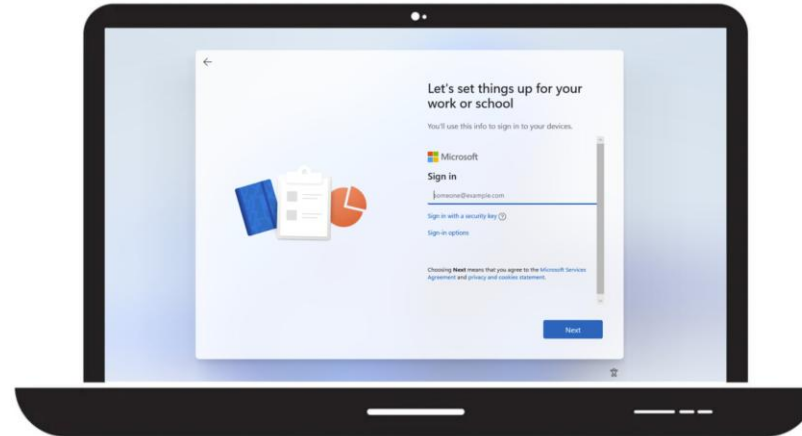 Let's set things up for your
work or school
You'll use this info to sign in to your devices.
Microsoft
Sign in
someone@example.com
Sign in with a security key ?
Sign-in options
Choosing Next means that you agree to the Microsoft Services
Agreement and privacy and cookies statement.
Next